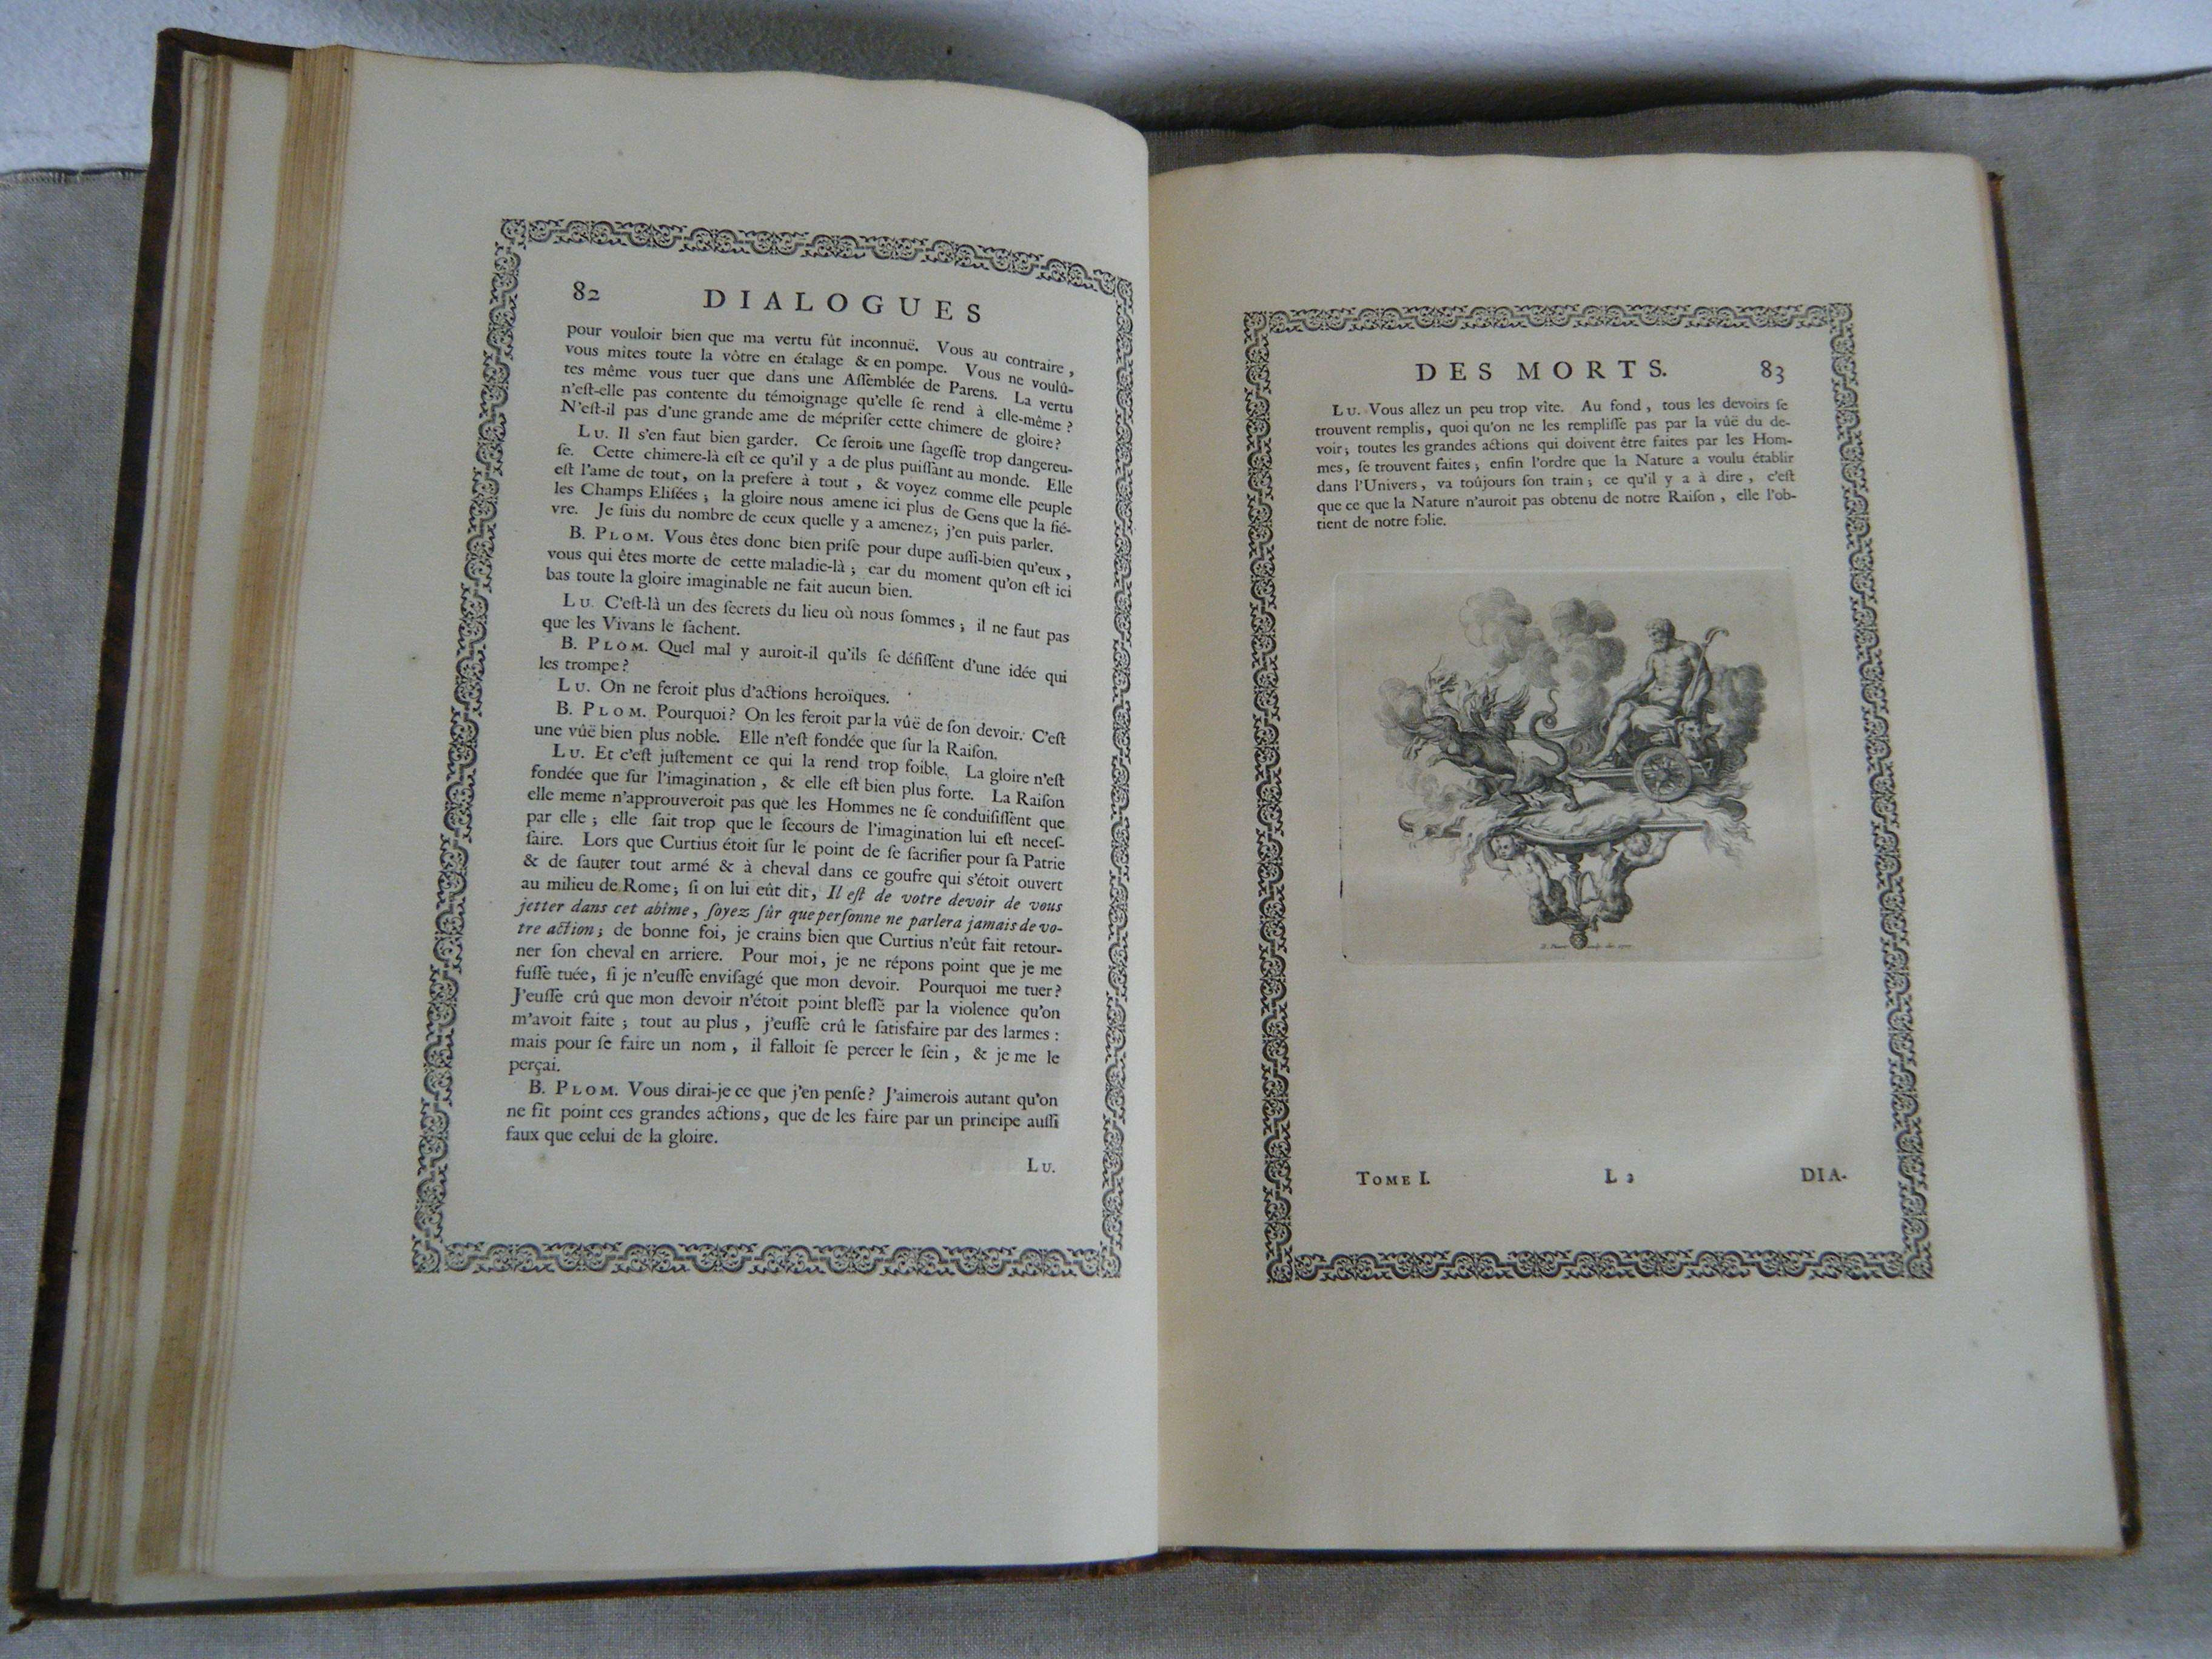 82 DIALOGUES
pour vouloir bien que ma vertu fût inconnuë. Vous au contraire,
vous mîtes toute la vôtre en étalage & en pompe. Vous ne voulû-
tes même vous tuer que dans une Aſſemblée de Parens. La vertu
n'eſt-elle pas contente du témoignage qu'elle ſe rend à elle-même?
N'eſt-il pas d'une grande ame de mépriſer cette chimere de gloire?
LU. Il s'en faut bien garder. Ce ſeroit une ſageſſe trop dangereu-
ſe. Cette chimere-là eſt ce qu'il y a de plus puiſſant au monde. Elle
eſt l'ame de tout, on la prefere à tout, & voyez comme elle peuple
les Champs Eliſées; la gloire nous amene ici plus de Gens que la fié-
vre. Je ſuis du nombre de ceux quelle y a amenez; j'en puis parler.
B. PLOM. Vous êtes donc bien priſe pour dupe auſſi-bien qu'eux,
vous qui êtes morte de cette maladie-là; car du moment qu'on eſt ici
bas toute la gloire imaginable ne fait aucun bien.
LU. C'eſt-là un des ſecrets du lieu où nous ſommes; il ne faut pas
que les Vivans le ſachent.
B. PLOM. Quel mal y auroit-il qu'ils ſe défiſſent d'une idée qui
les trompe?
LU. On ne feroit plus d'actions heroïques.
B. PLOM. Pourquoi? On les feroit par la vûë de ſon devoir. C'eſt
une vûë bien plus noble. Elle n'eſt fondée que ſur la Raiſon.
LU. Et c'eſt juſtement ce qui la rend trop foible. La gloire n'eſt
fondée que ſur l'imagination, & elle eſt bien plus forte. La Raiſon
elle meme n'approuveroit pas que les Hommes ne ſe conduiſiſſent que
par elle; elle ſait trop que le ſecours de l'imagination lui eſt neceſ-
ſaire. Lors que Curtius étoit ſur le point de ſe ſacrifier pour ſa Patrie
& de ſauter tout armé & à cheval dans ce goufre qui s'étoit ouvert
au milieu de Rome; ſi on lui eût dit, Il eſt de votre devoir de vous
jetter dans cet abîme, ſoyez ſûr que perſonne ne parlera jamais de vo-
tre action; de bonne foi, je crains bien que Curtius n'eût fait retour-
ner ſon cheval en arriere. Pour moi, je ne répons point que je me
fuſſe tuée, ſi je n'euſſe enviſagé que mon devoir. Pourquoi me tuer?
J'euſſe crû que mon devoir n'étoit point bleſſé par la violence qu'on
m'avoit faite; tout au plus, j'euſſe crû le ſatisfaire par des larmes:
mais pour ſe faire un nom, il falloit ſe percer le ſein, & je me le
perçai.
B. PLOM. Vous dirai-je ce que j'en penſe? J'aimerois autant qu'on
ne fit point ces grandes actions, que de les faire par un principe auſſi
faux que celui de la gloire.
LU.
DES MORTS. 83
LU. Vous allez un peu trop vîte. Au fond, tous les devoirs ſe
trouvent remplis, quoi qu'on ne les rempliſſe pas par la vûë du de-
voir; toutes les grandes actions qui doivent être faites par les Hom-
mes, ſe trouvent faites; enfin l'ordre que la Nature a voulu établir
dans l'Univers, va toûjours ſon train; ce qu'il y a à dire, c'eſt
que ce que la Nature n'auroit pas obtenu de notre Raiſon, elle l'ob-
tient de notre folie.
TOME I. L 2 DIA-